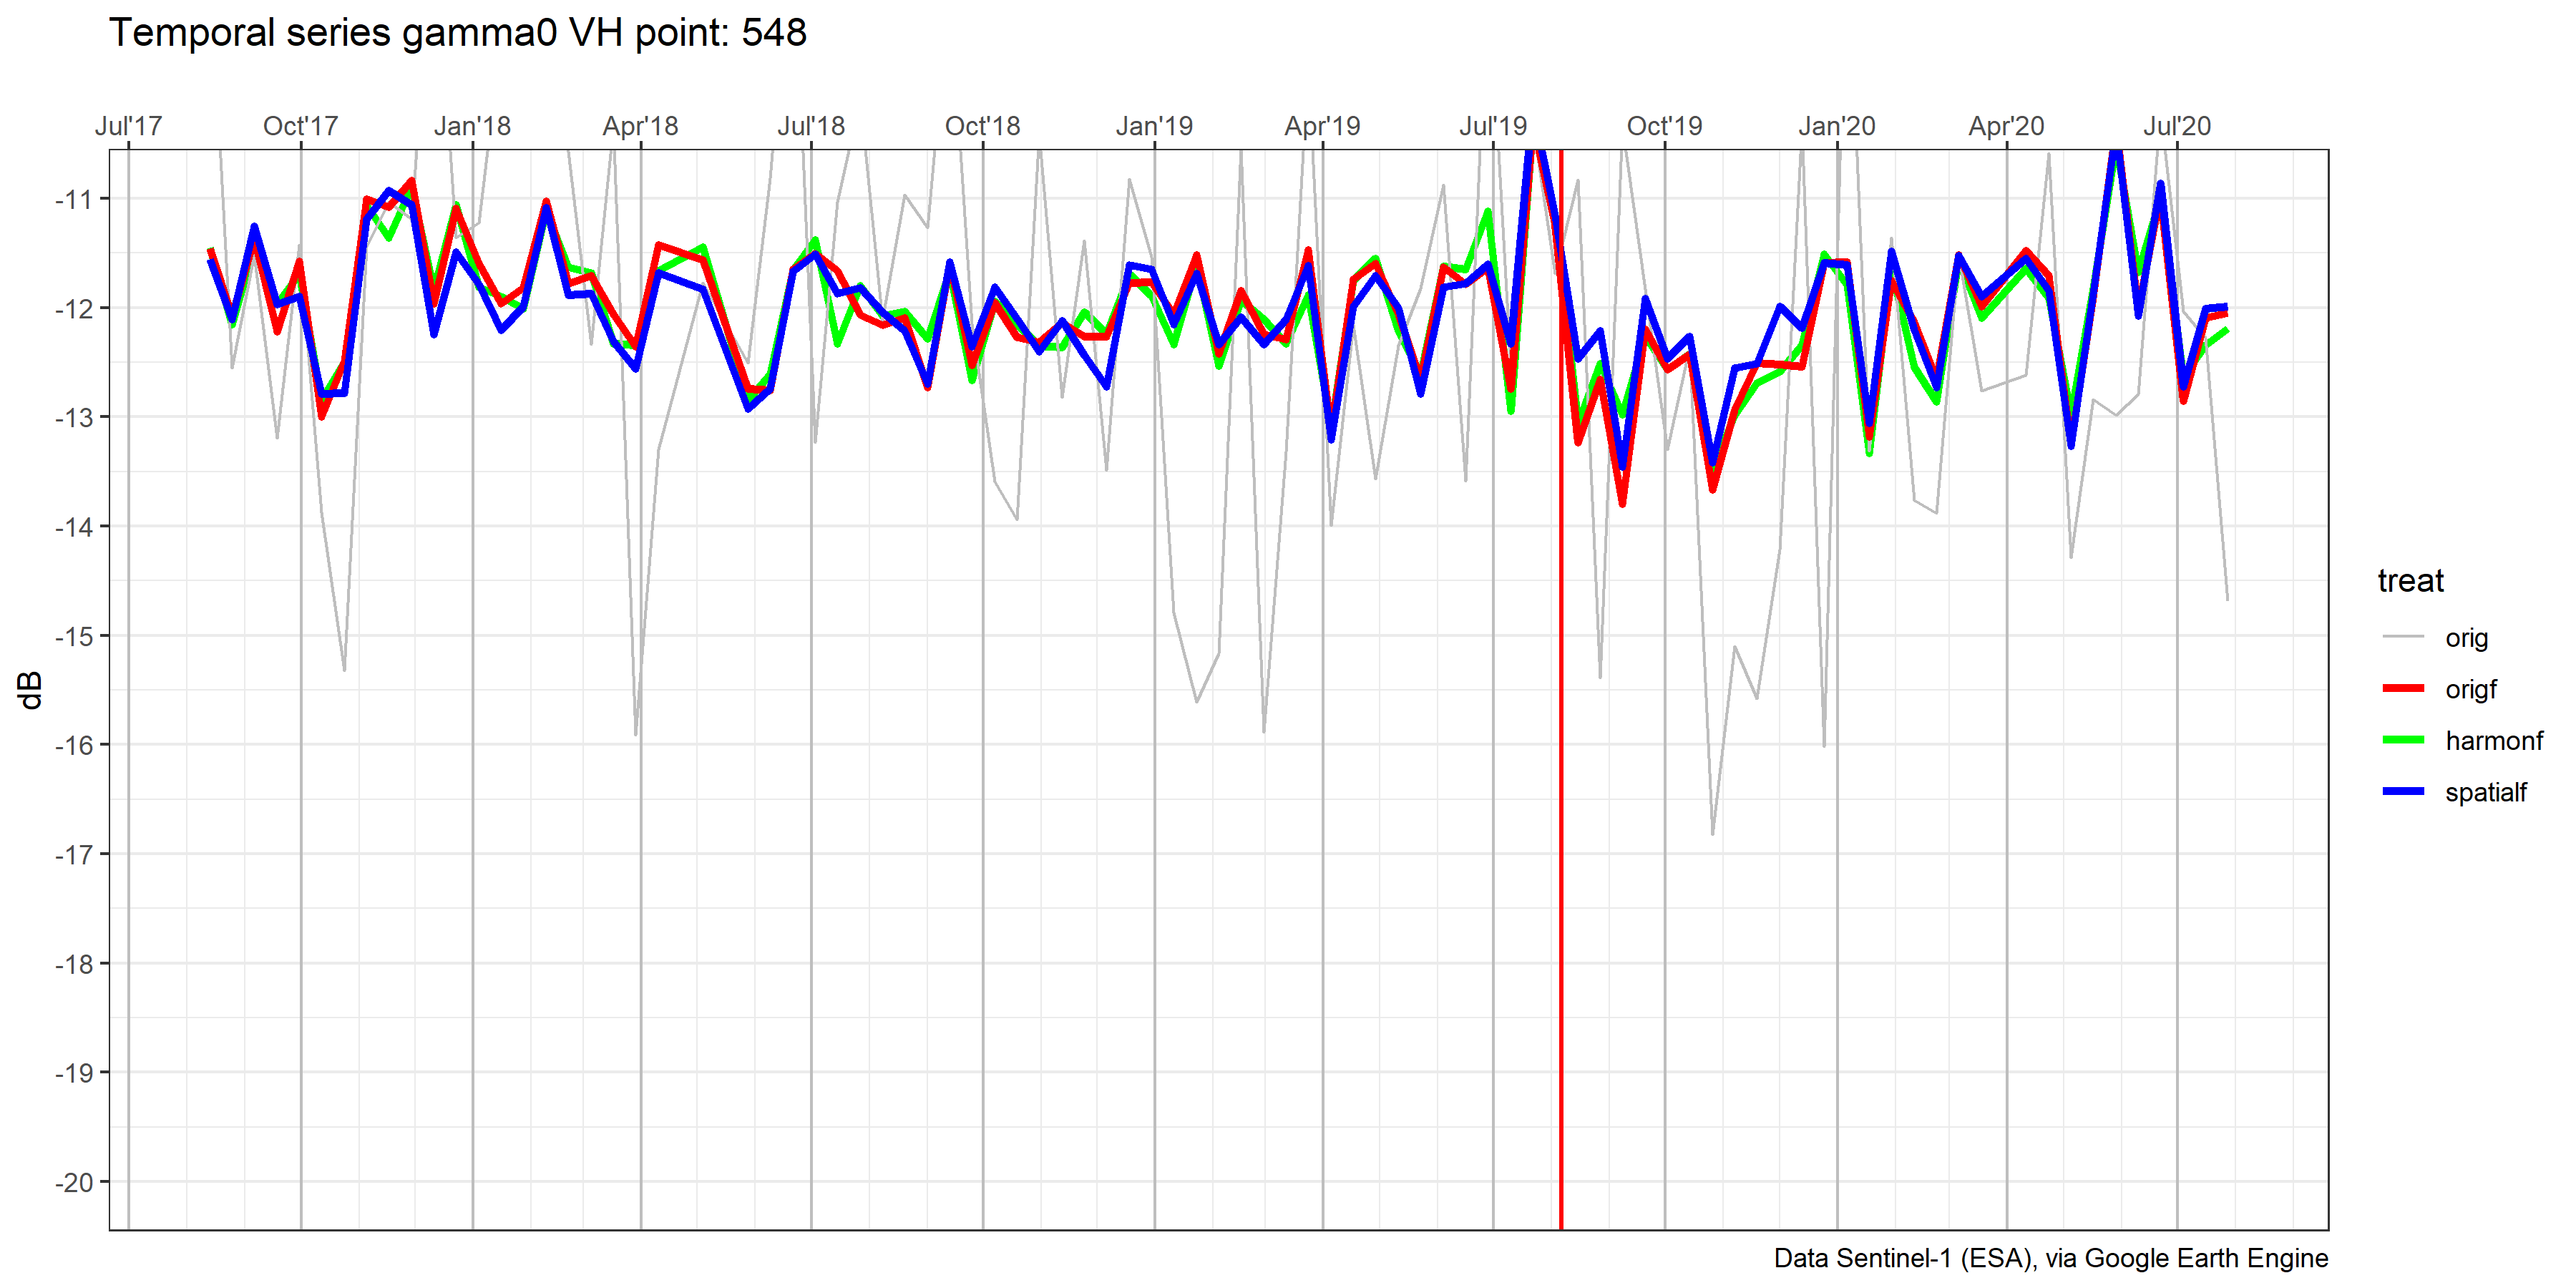 Temporal series gamma0 VH point: 548
Jul'17 Oct'17 Jan'18 Apr'18 Jul'18 Oct'18 Jan'19 Apr'19 Jul'19 Oct'19 Jan'20 Apr'20 Jul'20
-11
-12
-13
-14
-15
-16
-17
-18
-19
-20
dB
treat
orig
origf
harmonf
spatialf
Data Sentinel-1 (ESA), via Google Earth Engine